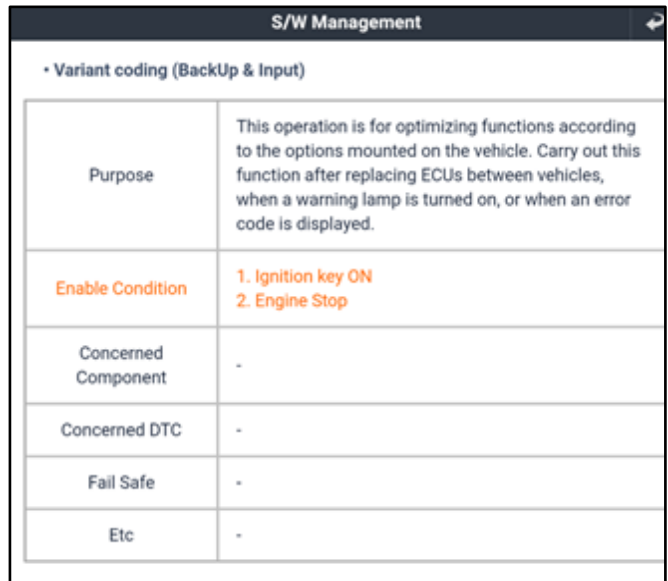 S/W Management
• Variant coding (BackUp & Input)
Purpose
This operation is for optimizing functions according
to the options mounted on the vehicle. Carry out this
function after replacing ECUs between vehicles,
when a warning lamp is turned on, or when an error
code is displayed.
Enable Condition
1. Ignition key ON
2. Engine Stop
Concerned
Component
-
Concerned DTC
-
Fail Safe
-
Etc
-